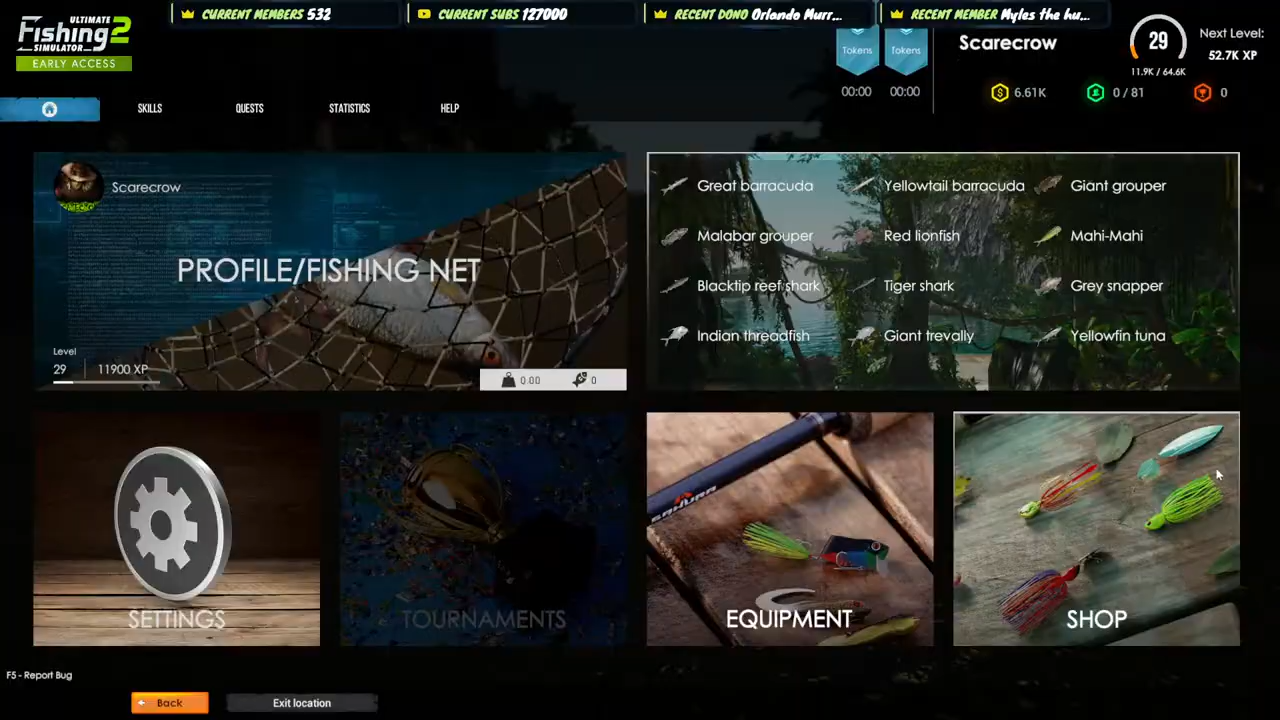 CURRENT MEMBERS 532
CURRENT SUBS 127000
RECENT DONO Orlando Murr...
RECENT MEMBER Myles the hu...
ULTIMATE
Fishing 2
SIMULATOR
EARLY ACCESS
Tokens
Tokens
00:00
00:00
Scarecrow
29
11.9K / 64.6K
Next Level:
52.7K XP
6.61K
0 / 81
0
SKILLS
QUESTS
STATISTICS
HELP
Scarecrow
PROFILE/FISHING NET
Level
29
11900 XP
0.00
0
Great barracuda
Yellowtail barracuda
Giant grouper
Malabar grouper
Red lionfish
Mahi-Mahi
Blacktip reef shark
Tiger shark
Grey snapper
Indian threadfish
Giant trevally
Yellowfin tuna
SETTINGS
TOURNAMENTS
SAKURA
EQUIPMENT
SHOP
F5 - Report Bug
Back
Exit location